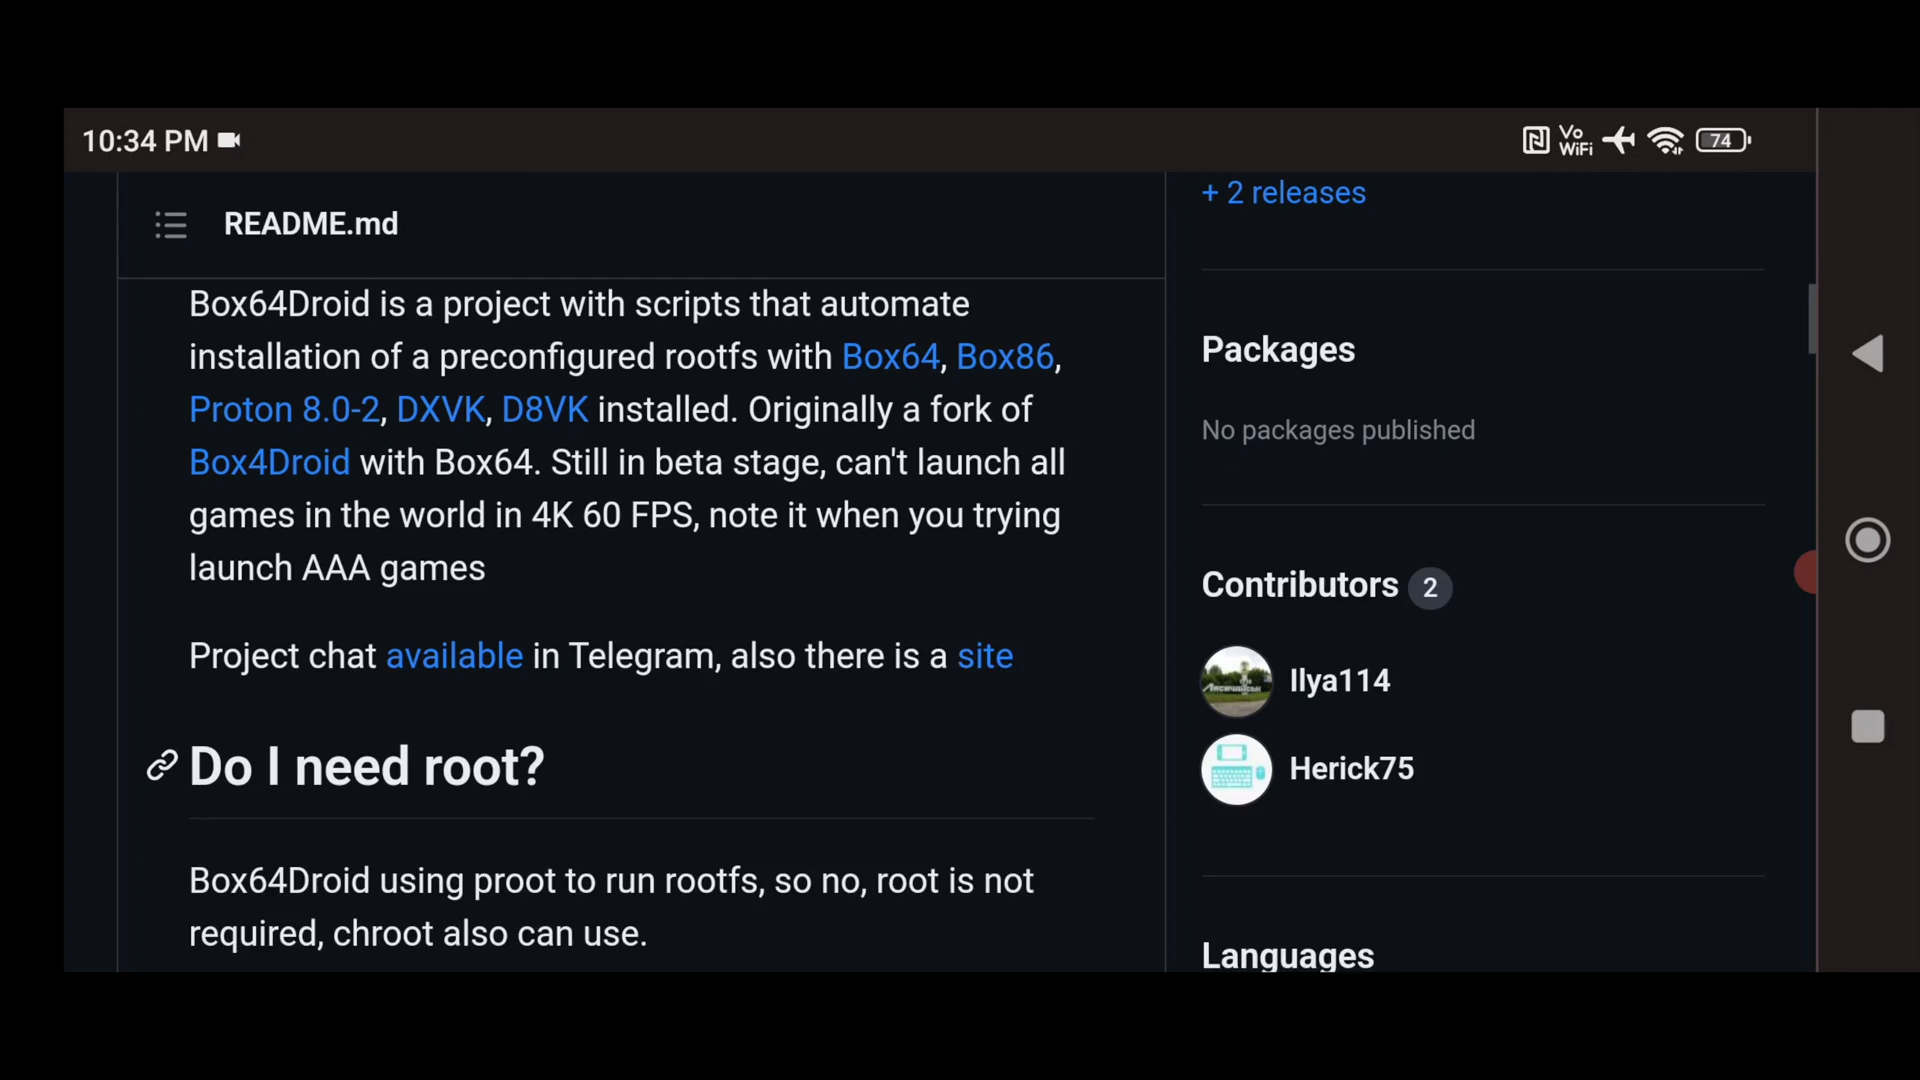 10:34 PM
Vo
WiFi
74
README.md
Box64Droid is a project with scripts that automate
installation of a preconfigured rootfs with Box64, Box86,
Proton 8.0-2, DXVK, D8VK installed. Originally a fork of
Box4Droid with Box64. Still in beta stage, can't launch all
games in the world in 4K 60 FPS, note it when you trying
launch AAA games
Project chat available in Telegram, also there is a site
Do I need root?
Box64Droid using proot to run rootfs, so no, root is not
required, chroot also can use.
+ 2 releases
Packages
No packages published
Contributors 2
Ilya114
Herick75
Languages